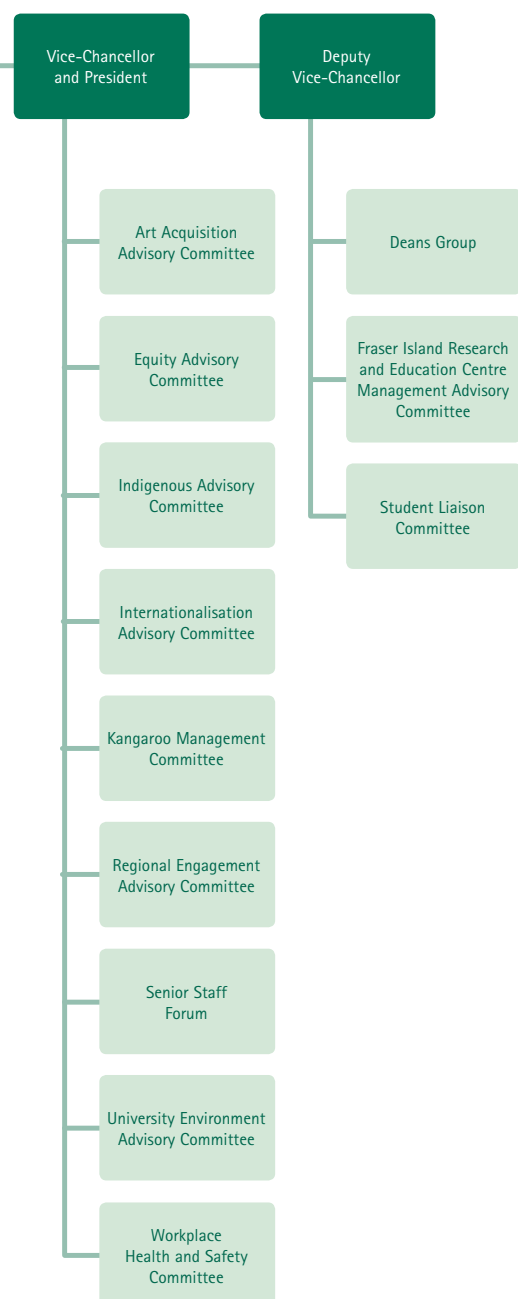 Vice-Chancellor
and President
Deputy
Vice-Chancellor
Art Acquisition
Advisory Committee
Equity Advisory
Committee
Indigenous Advisory
Committee
Internationalisation
Advisory Committee
Kangaroo Management
Committee
Regional Engagement
Advisory Committee
Senior Staff
Forum
University Environment
Advisory Committee
Workplace
Health and Safety
Committee
Deans Group
Fraser Island Research
and Education Centre
Management Advisory
Committee
Student Liaison
Committee